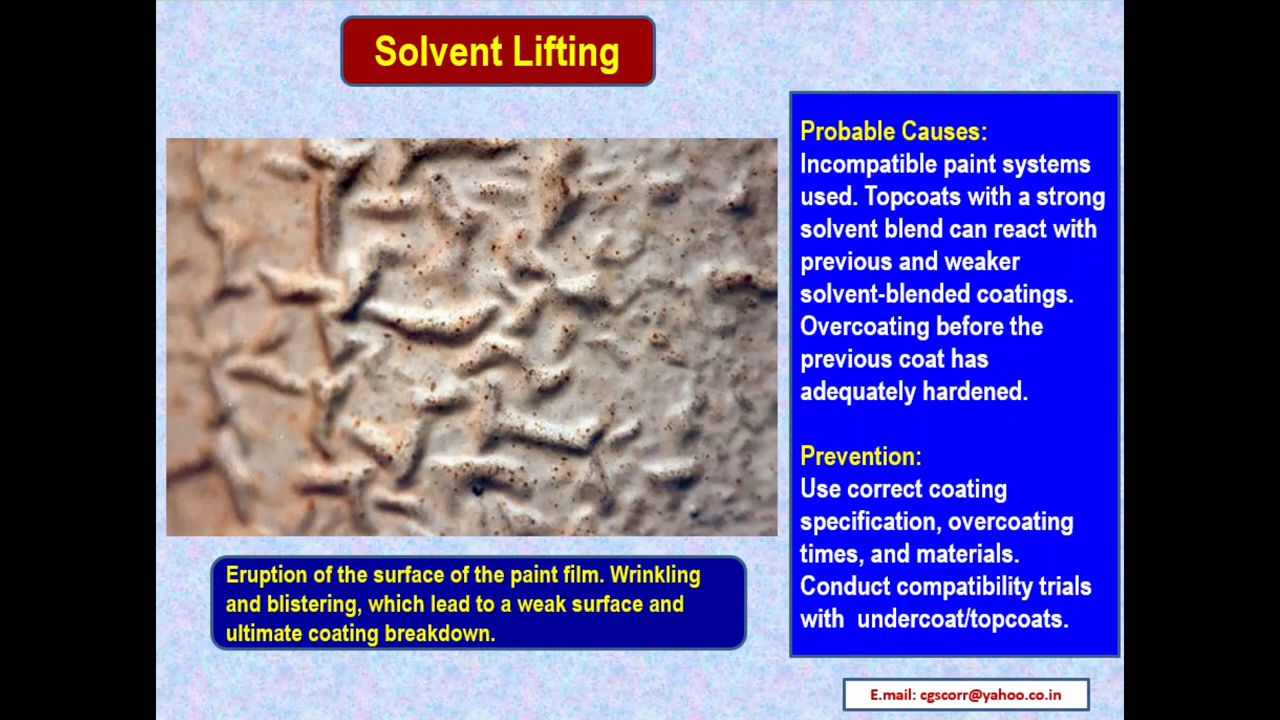 Solvent Lifting
Probable Causes:
Incompatible paint systems
used. Topcoats with a strong
solvent blend can react with
previous and weaker
solvent-blended coatings.
Overcoating before the
previous coat has
adequately hardened.
Prevention:
Use correct coating
specification, overcoating
times, and materials.
Conduct compatibility trials
with  undercoat/topcoats.
Eruption of the surface of the paint film. Wrinkling
and blistering, which lead to a weak surface and
ultimate coating breakdown.
E.mail: cgscorr@yahoo.co.in